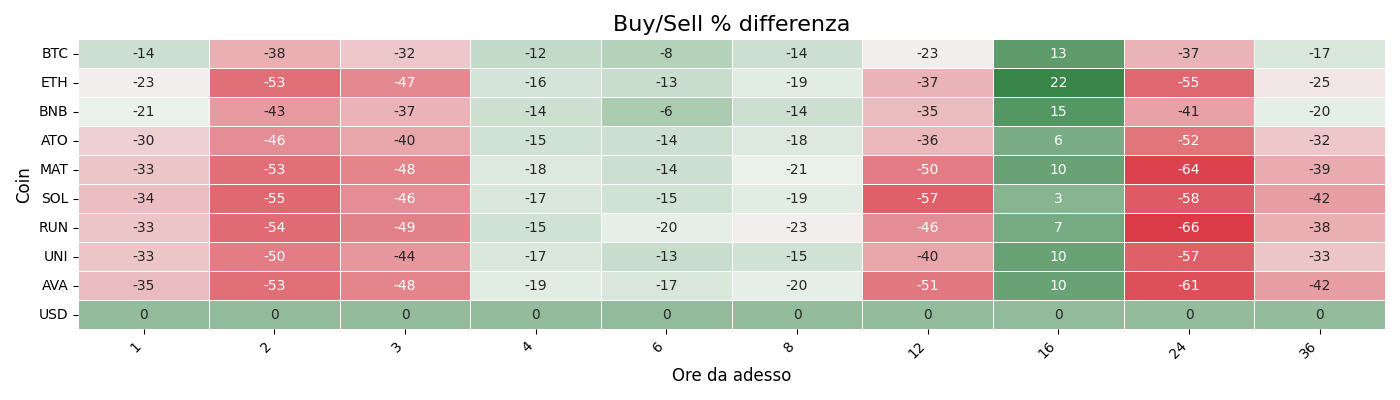 Buy/Sell % differenza
Coin
BTC -14 -38 -32 -12 -8 -14 -23 13 -37 -17
ETH -23 -53 -47 -16 -13 -19 -37 22 -55 -25
BNB -21 -43 -37 -14 -6 -14 -35 15 -41 -20
ATO -30 -46 -40 -15 -14 -18 -36 6 -52 -32
MAT -33 -53 -48 -18 -14 -21 -50 10 -64 -39
SOL -34 -55 -46 -17 -15 -19 -57 3 -58 -42
RUN -33 -54 -49 -15 -20 -23 -46 7 -66 -38
UNI -33 -50 -44 -17 -13 -15 -40 10 -57 -33
AVA -35 -53 -48 -19 -17 -20 -51 10 -61 -42
USD 0 0 0 0 0 0 0 0 0 0
1 2 3 4 6 8 12 16 24 36
Ore da adesso